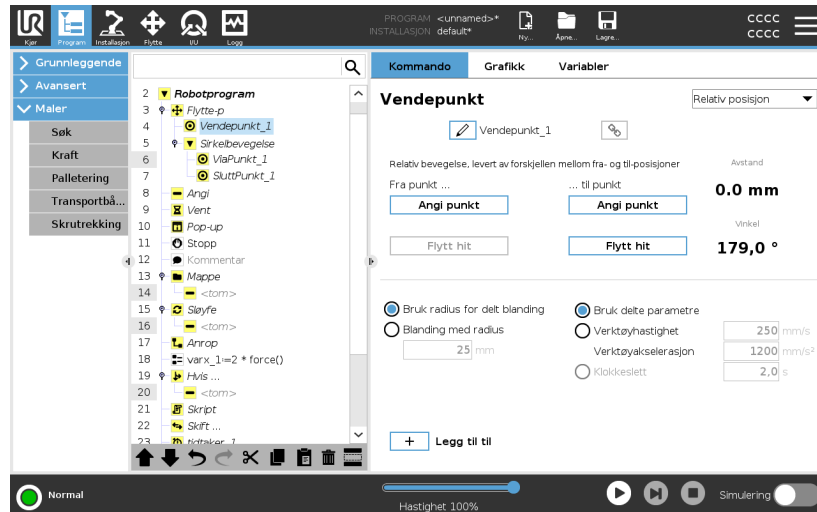 PROGRAM <unnamed>*
INSTALLASJON default*
Kjør Program Installasjon Flytte I/U Logg
Ny... Åpne... Lagre...
cccc
cccc
Grunnleggende
Avansert
Maler
Søk
Kraft
Palletering
Transportbå...
Skrutrekking
2 Robotprogram
3 Flytte-p
4 Vendepunkt_1
5 Sirkelbevegelse
6 ViaPunkt_1
7 SluttPunkt_1
8 Angi
9 Vent
10 Pop-up
11 Stopp
12 Kommentar
13 Mappe
14 <tom>
15 Sløyfe
16 <tom>
17 Anrop
18 varx_1≔2 * force()
19 Hvis ...
20 <tom>
21 Skript
22 Skift ...
23 tidtaker_1
Kommando Grafikk Variabler
Vendepunkt
Relativ posisjon
Vendepunkt_1
Relativ bevegelse, levert av forskjellen mellom fra- og til-posisjoner
Fra punkt ... ... til punkt
Angi punkt Angi punkt
Flytt hit Flytt hit
Avstand
0.0 mm
Vinkel
179,0 °
Bruk radius for delt blanding
Blanding med radius
25 mm
Bruk delte parametre
Verktøyhastighet 250 mm/s
Verktøyakselerasjon 1200 mm/s²
Klokkeslett 2,0 s
+ Legg til til
Normal
Hastighet 100%
Simulering